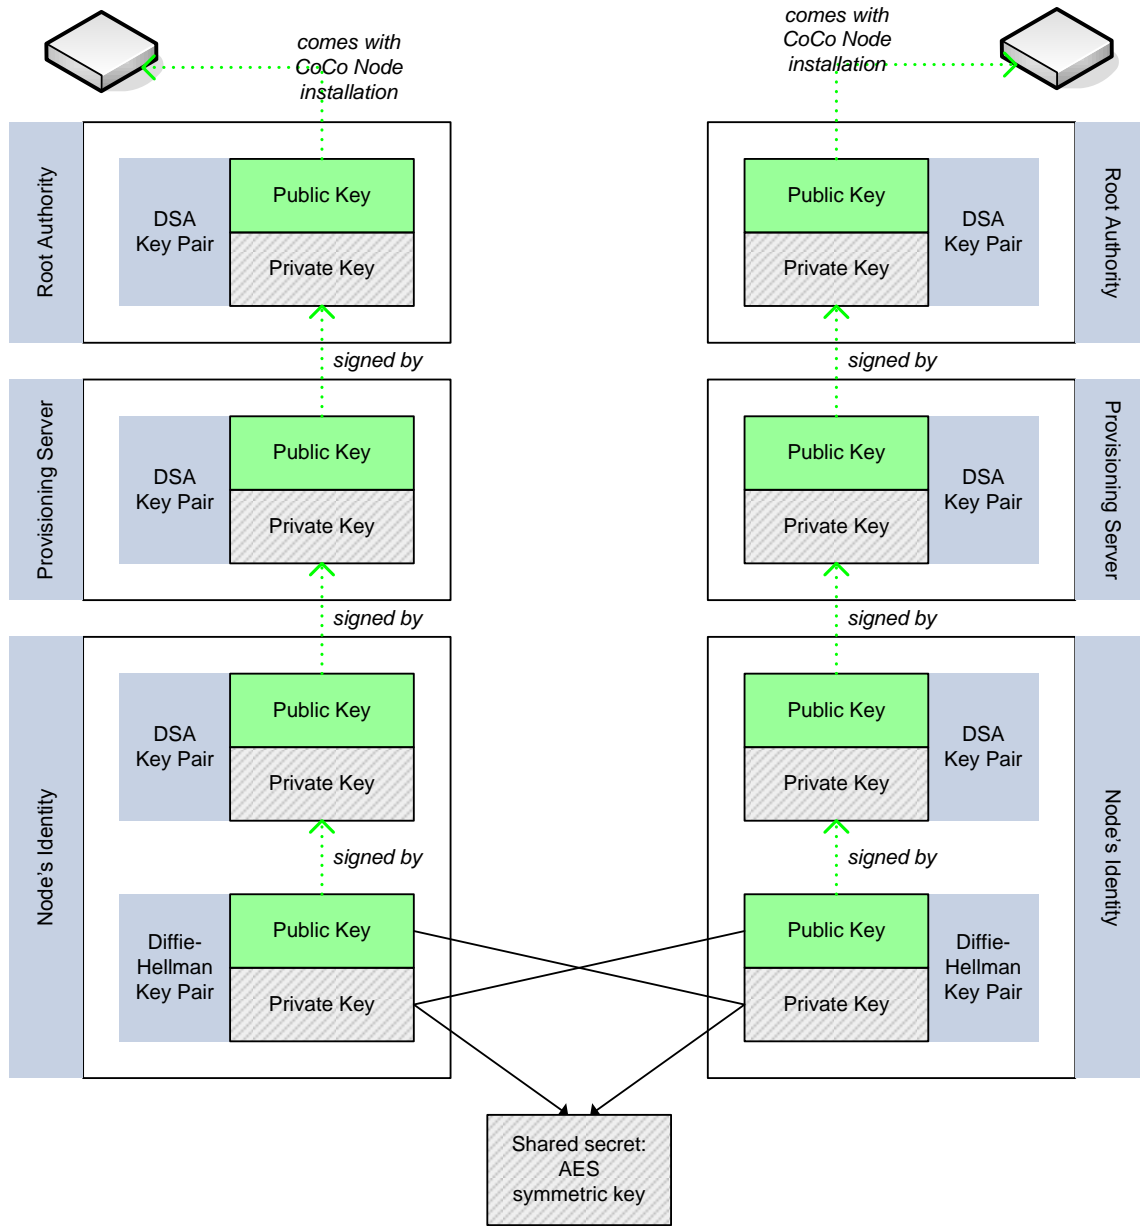 comes with
CoCo Node
installation
Root Authority
DSA
Key Pair
Public Key
Private Key
signed by
Provisioning Server
DSA
Key Pair
Public Key
Private Key
signed by
Node's Identity
DSA
Key Pair
Public Key
Private Key
signed by
Diffie-
Hellman
Key Pair
Public Key
Private Key
comes with
CoCo Node
installation
Public Key
Private Key
DSA
Key Pair
Root Authority
signed by
Public Key
Private Key
DSA
Key Pair
Provisioning Server
signed by
Public Key
Private Key
DSA
Key Pair
Node's Identity
signed by
Public Key
Private Key
Diffie-
Hellman
Key Pair
Shared secret:
AES
symmetric key